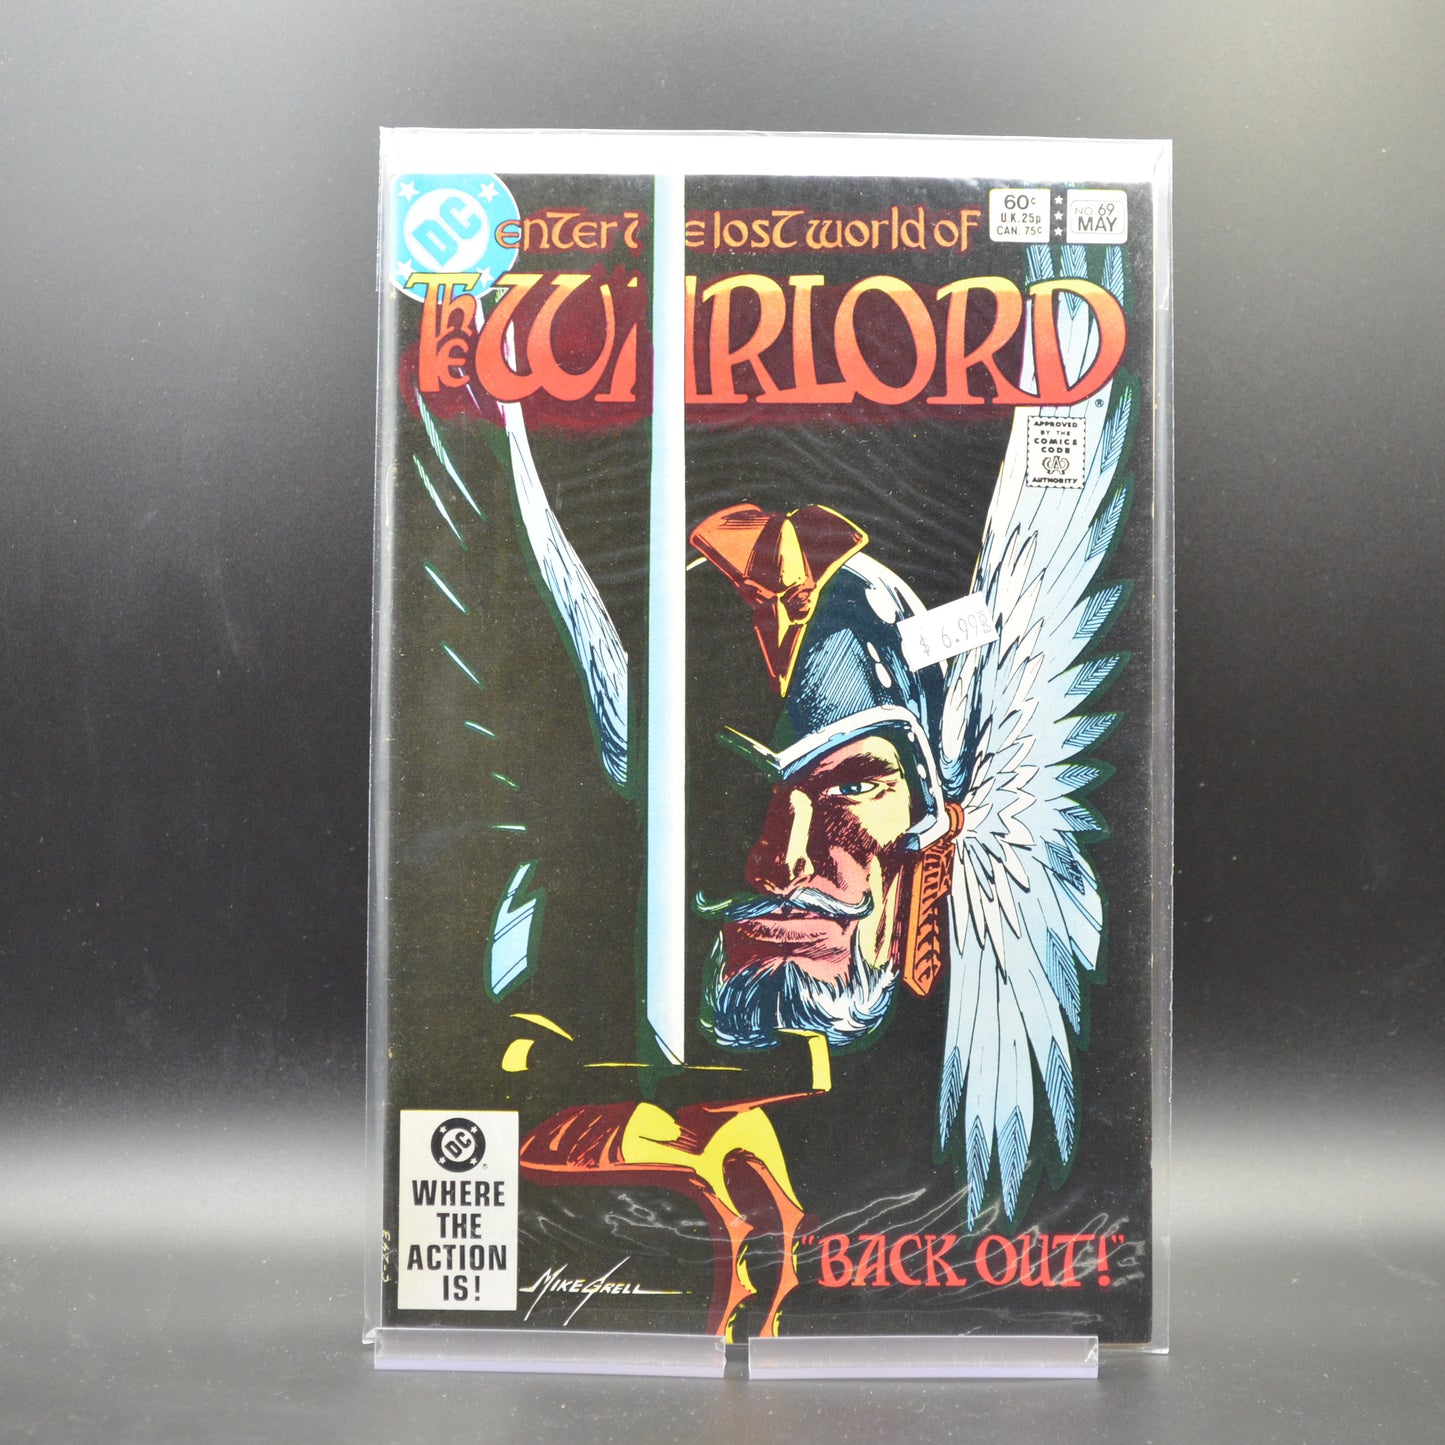 DC
60¢
U.K. 25p
CAN. 75¢
NO. 69
MAY
enter the lost world of
The WARLORD®
APPROVED
BY THE
COMICS
CODE
AUTHORITY
$ 6.99
DC®
WHERE
THE
ACTION
IS!
MIKE GRELL
"BACK OUT!"